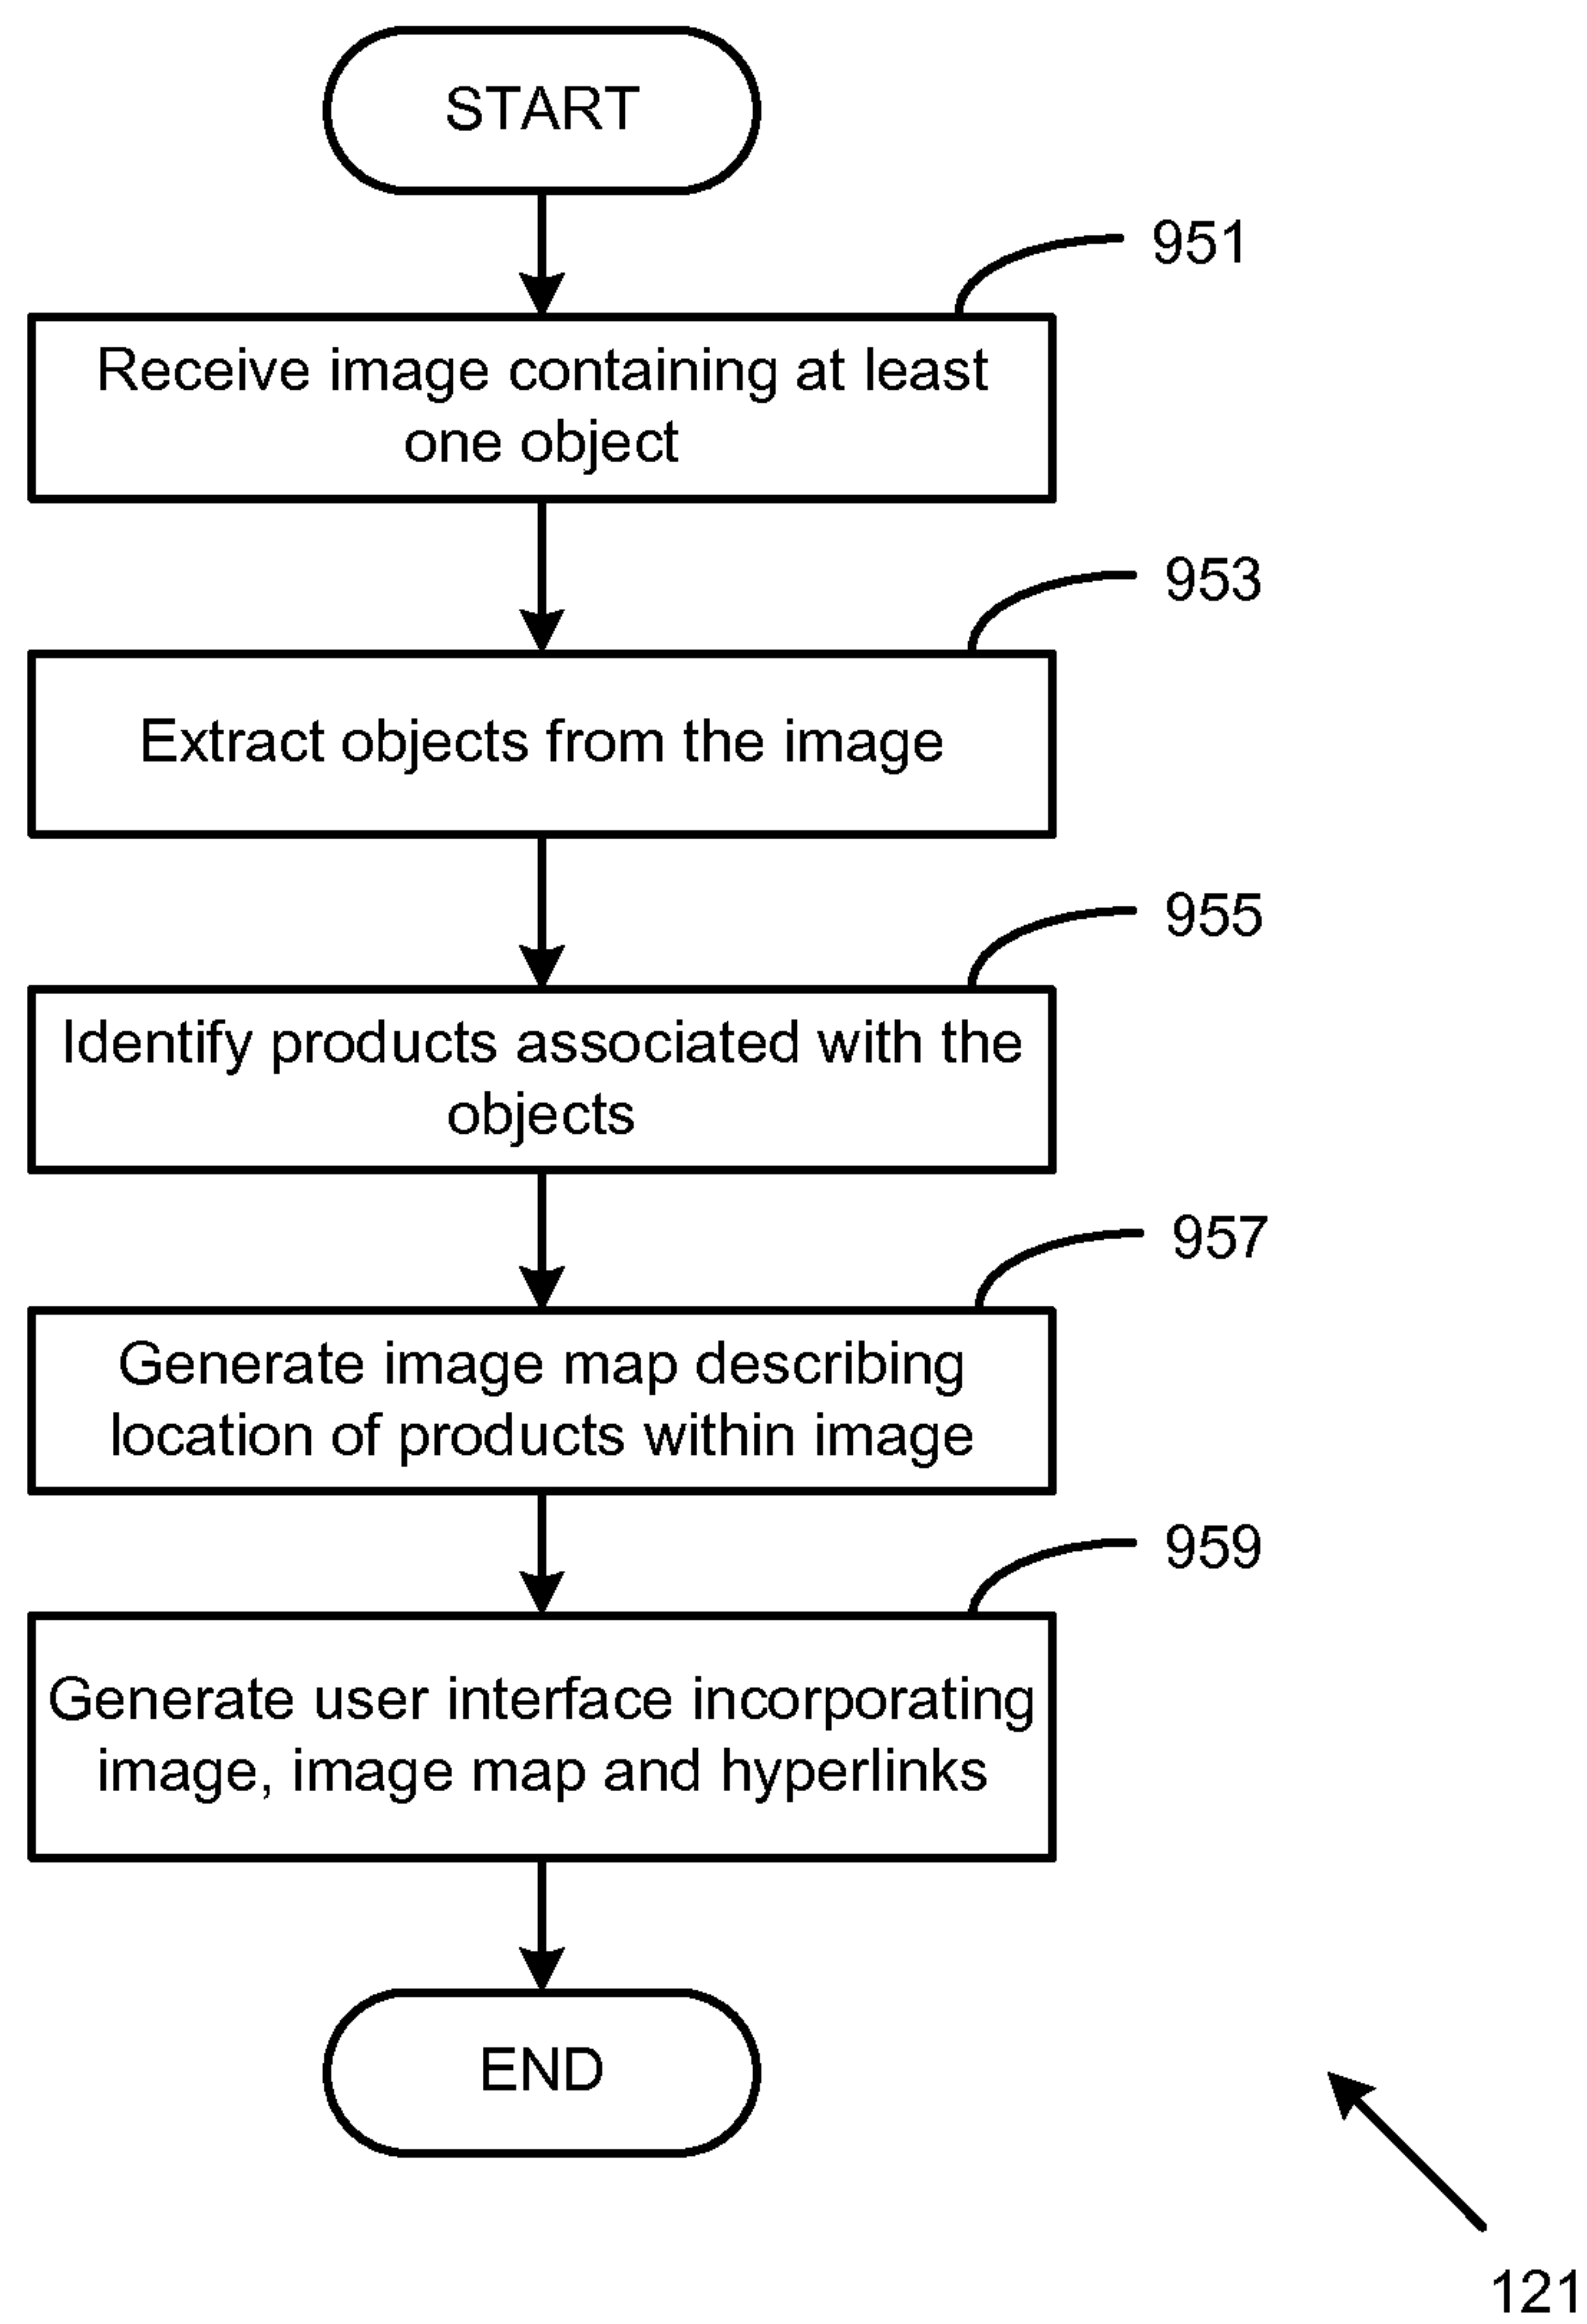 START
951
Receive image containing at least
one object
953
Extract objects from the image
955
Identify products associated with the
objects
957
Generate image map describing
location of products within image
959
Generate user interface incorporating
image, image map and hyperlinks
END
121